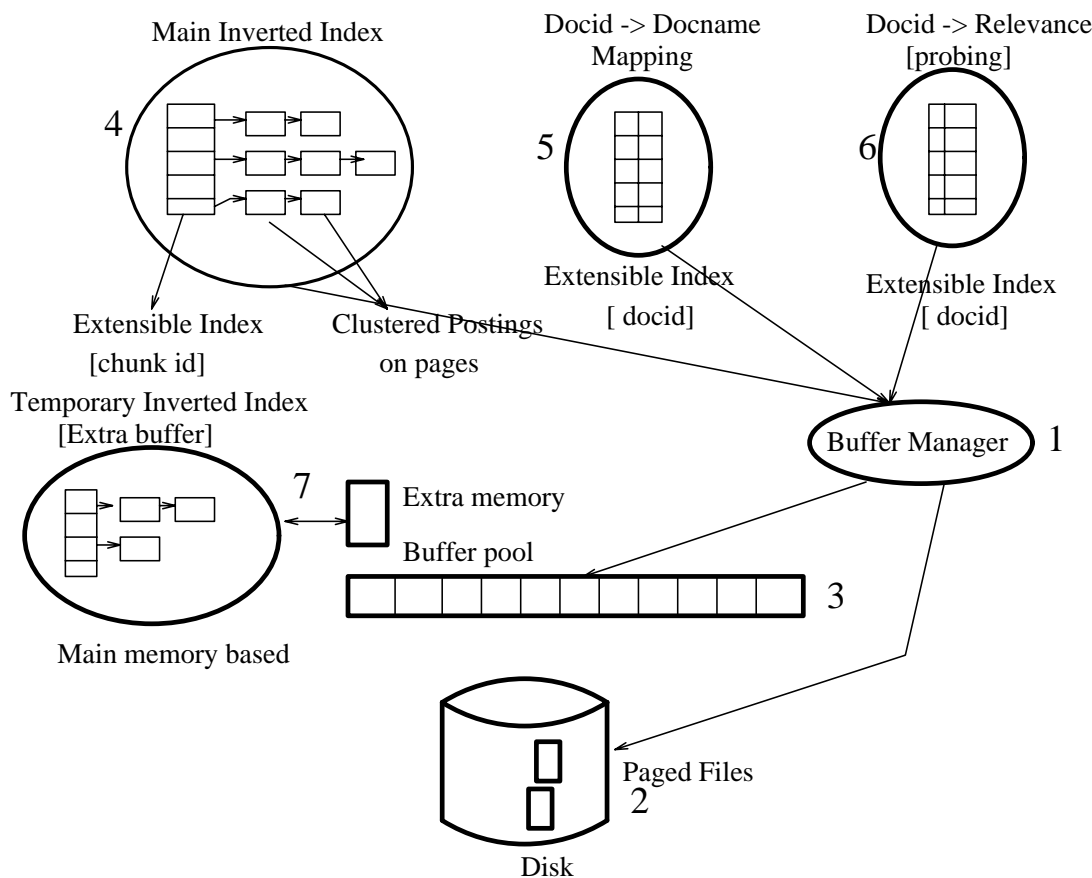 Main Inverted Index
4
Extensible Index
[chunk id]
Clustered Postings
on pages
Docid -> Docname
Mapping
5
Extensible Index
[ docid]
Docid -> Relevance
[probing]
6
Extensible Index
[ docid]
Temporary Inverted Index
[Extra buffer]
7
Main memory based
Extra memory
Buffer pool
3
Buffer Manager
1
Paged Files
2
Disk